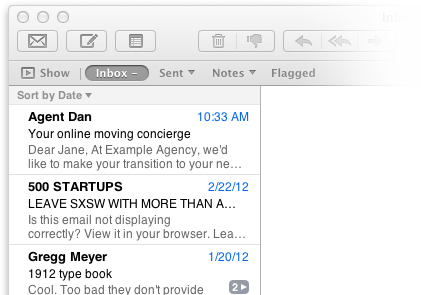 Inbo
Show Inbox – Sent Notes Flagged
Sort by Date
Agent Dan 10:33 AM
Your online moving concierge
Dear Jane, At Example Agency, we'd
like to make your transition to your ne…
500 STARTUPS 2/22/12
LEAVE SXSW WITH MORE THAN A…
Is this email not displaying
correctly? View it in your browser. Lea…
Gregg Meyer 1/20/12
1912 type book
Cool. Too bad they don't provide 2